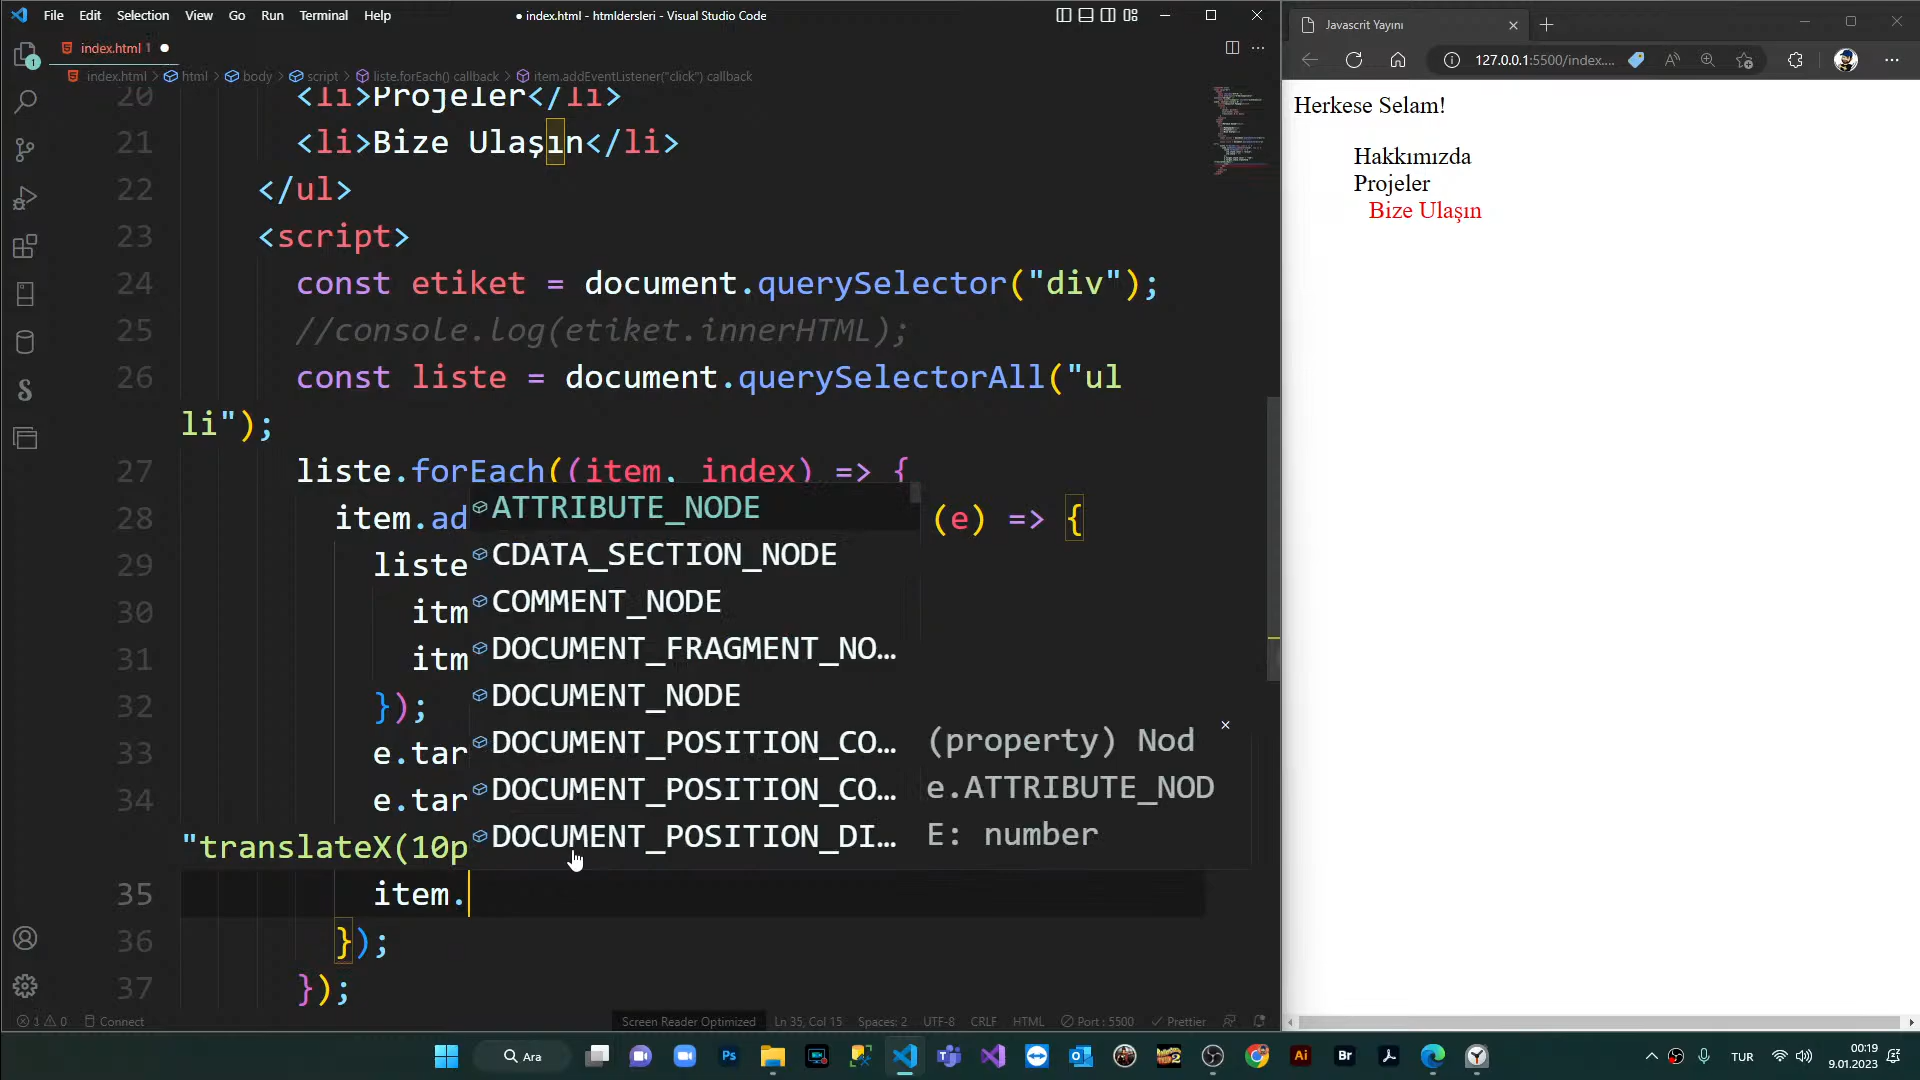 File Edit Selection View Go Run Terminal Help
● index.html - htmldersleri - Visual Studio Code
index.html 1 ●
index.html > html > body > script > liste.forEach() callback > item.addEventListener("click") callback
20 <li>Projeler</li>
21 <li>Bize Ulaşın</li>
22 </ul>
23 <script>
24 const etiket = document.querySelector("div");
25 //console.log(etiket.innerHTML);
26 const liste = document.querySelectorAll("ul
li");
27 liste.forEach((item, index) => {
28 item.ad (e) => {
29 liste
30 itm
31 itm
32 });
33 e.tar
34 e.tar
"translateX(10p
35 item.
36 });
37 });
ATTRIBUTE_NODE
CDATA_SECTION_NODE
COMMENT_NODE
DOCUMENT_FRAGMENT_NO…
DOCUMENT_NODE
DOCUMENT_POSITION_CO…
DOCUMENT_POSITION_CO…
DOCUMENT_POSITION_DI…
(property) Nod
e.ATTRIBUTE_NOD
E: number
1 0 Connect
Screen Reader Optimized Ln 35, Col 15 Spaces: 2 UTF-8 CRLF HTML Port : 5500 Prettier
Javascrit Yayını
127.0.0.1:5500/index....
Herkese Selam!
Hakkımızda
Projeler
Bize Ulaşın
Ara
Ps
Ai
Br
TUR
00:19
9.01.2023